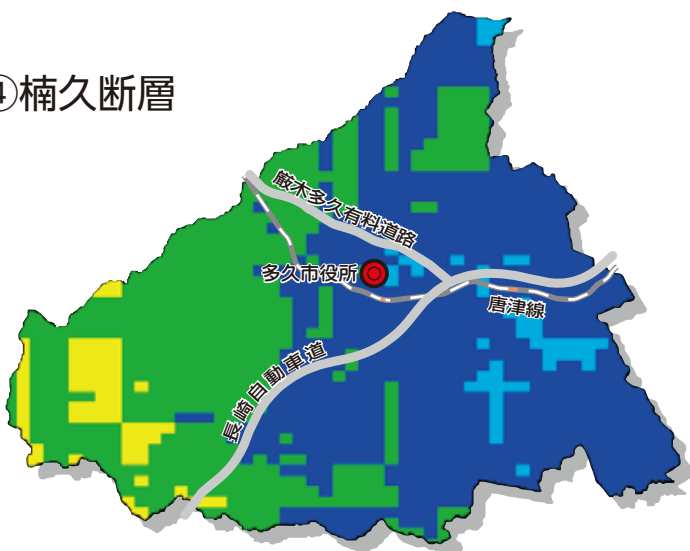 ④楠久断層
厳木多久有料道路
多久市役所
唐津線
長崎自動車道